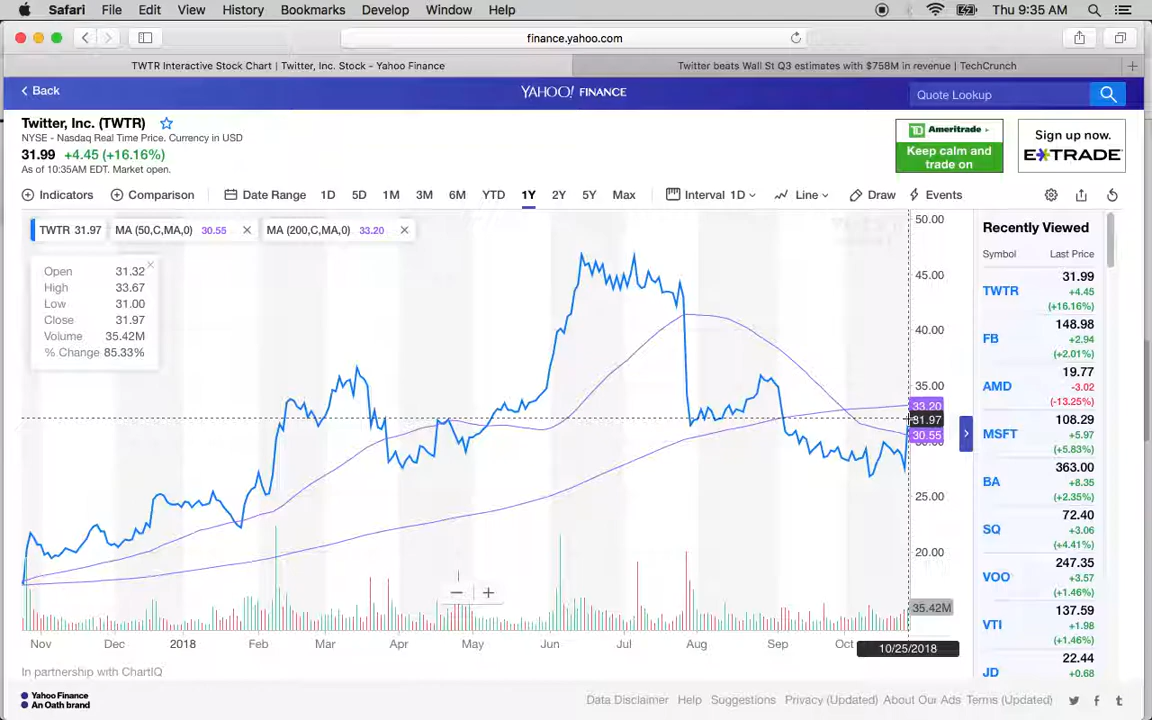 Safari File Edit View History Bookmarks Develop Window Help Thu 9:35 AM
finance.yahoo.com
TWTR Interactive Stock Chart | Twitter, Inc. Stock - Yahoo Finance Twitter beats Wall St Q3 estimates with $758M in revenue | TechCrunch
Back YAHOO! FINANCE Quote Lookup
Twitter, Inc. (TWTR)
NYSE - Nasdaq Real Time Price. Currency in USD
31.99 +4.45 (+16.16%)
As of 10:35AM EDT. Market open.
Ameritrade
Keep calm and
trade on
Sign up now.
E*TRADE
Indicators Comparison Date Range 1D 5D 1M 3M 6M YTD 1Y 2Y 5Y Max Interval 1D Line Draw Events
TWTR 31.97 MA (50,C,MA,0) 30.55 MA (200,C,MA,0) 33.20
Open 31.32
High 33.67
Low 31.00
Close 31.97
Volume 35.42M
% Change 85.33%
50.00
45.00
40.00
35.00
33.20
31.97
30.55
25.00
20.00
35.42M
Nov Dec 2018 Feb Mar Apr May Jun Jul Aug Sep Oct 10/25/2018
Recently Viewed
Symbol Last Price
TWTR 31.99
+4.45
(+16.16%)
FB 148.98
+2.94
(+2.01%)
AMD 19.77
-3.02
(-13.25%)
MSFT 108.29
+5.97
(+5.83%)
BA 363.00
+8.35
(+2.35%)
SQ 72.40
+3.06
(+4.41%)
VOO 247.35
+3.57
(+1.46%)
VTI 137.59
+1.98
(+1.46%)
JD 22.44
+0.68
In partnership with ChartIQ
Yahoo Finance
An Oath brand
Data Disclaimer Help Suggestions Privacy (Updated) About Our Ads Terms (Updated)